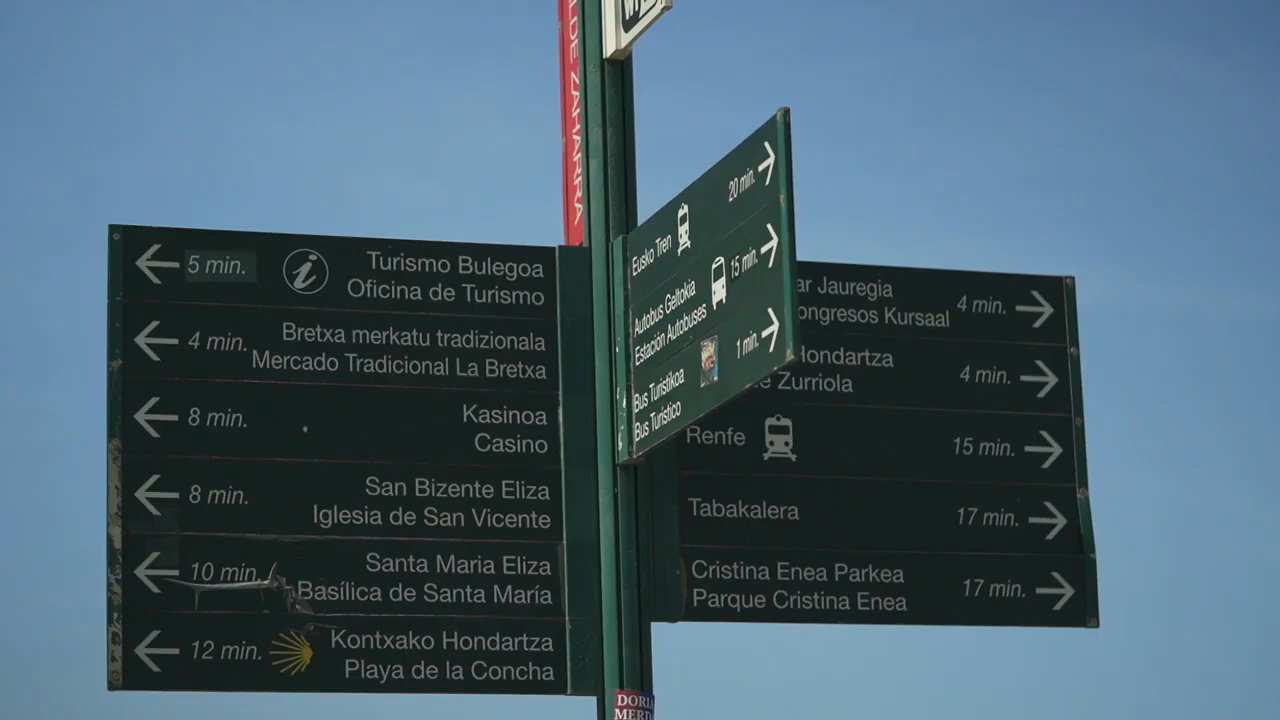 ZAHARRA
5 min.
Turismo Bulegoa
Oficina de Turismo
4 min.
Bretxa merkatu tradizionala
Mercado Tradicional La Bretxa
8 min.
Kasinoa
Casino
8 min.
San Bizente Eliza
Iglesia de San Vicente
10 min.
Santa Maria Eliza
Basílica de Santa María
12 min.
Kontxako Hondartza
Playa de la Concha
Eusko Tren
20 min.
Autobus Geltokia
Estación Autobuses
15 min.
Bus Turistikoa
Bus Turístico
1 min.
Jauregia
Kursaal
4 min.
Hondartza
Zurriola
4 min.
Renfe
15 min.
Tabakalera
17 min.
Cristina Enea Parkea
Parque Cristina Enea
17 min.